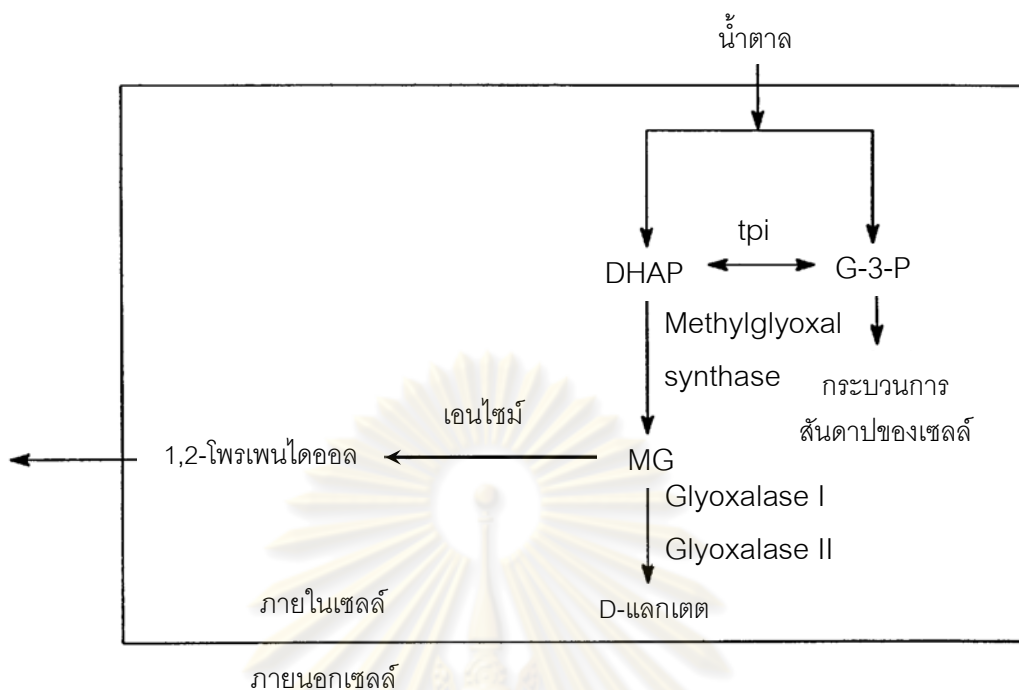 น้ำตาล
tpi
DHAP
G-3-P
Methylglyoxal
synthase
กระบวนการ
สันดาปของเซลล์
เอนไซม์
1,2-โพรเพนไดออล
MG
Glyoxalase I
Glyoxalase II
ภายในเซลล์
D-แลกเตต
ภายนอกเซลล์